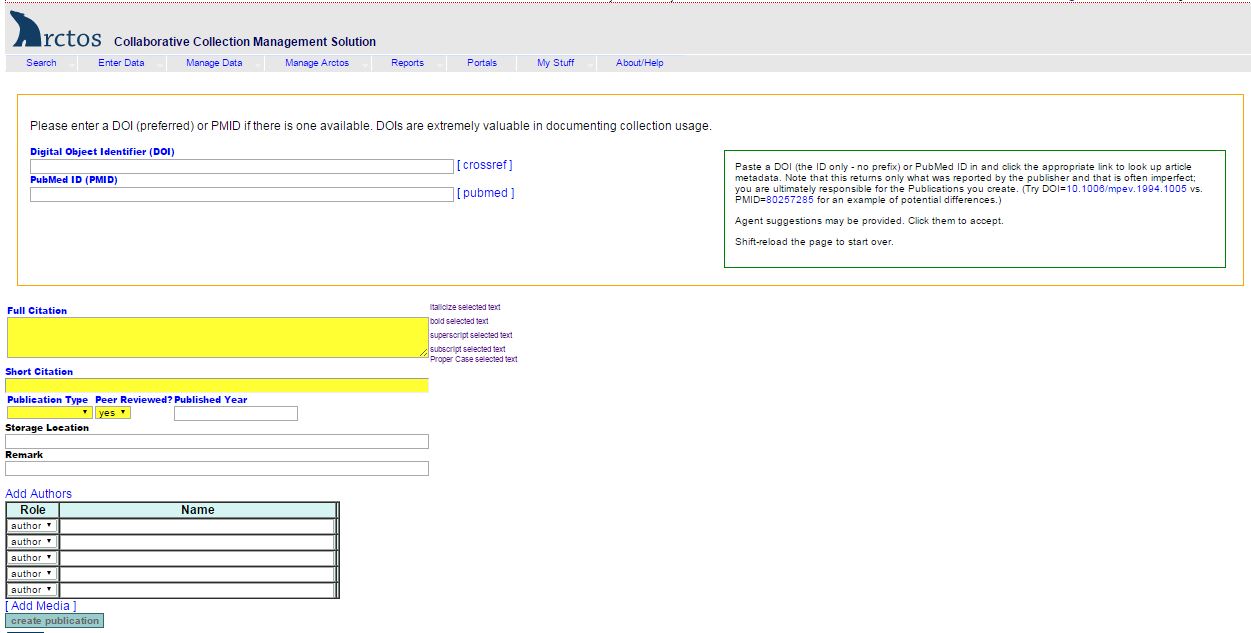 Arctos Collaborative Collection Management Solution
Search Enter Data Manage Data Manage Arctos Reports Portals My Stuff About/Help
Please enter a DOI (preferred) or PMID if there is one available. DOIs are extremely valuable in documenting collection usage.
Digital Object Identifier (DOI)
[ crossref ]
PubMed ID (PMID)
[ pubmed ]
Paste a DOI (the ID only - no prefix) or PubMed ID in and click the appropriate link to look up article
metadata. Note that this returns only what was reported by the publisher and that is often imperfect;
you are ultimately responsible for the Publications you create. (Try DOI=10.1006/mpev.1994.1005 vs.
PMID=80257285 for an example of potential differences.)
Agent suggestions may be provided. Click them to accept.
Shift-reload the page to start over.
Full Citation
italicize selected text
bold selected text
superscript selected text
subscript selected text
Proper Case selected text
Short Citation
Publication Type Peer Reviewed? Published Year
yes
Storage Location
Remark
Add Authors
Role Name
author
author
author
author
author
[ Add Media ]
create publication